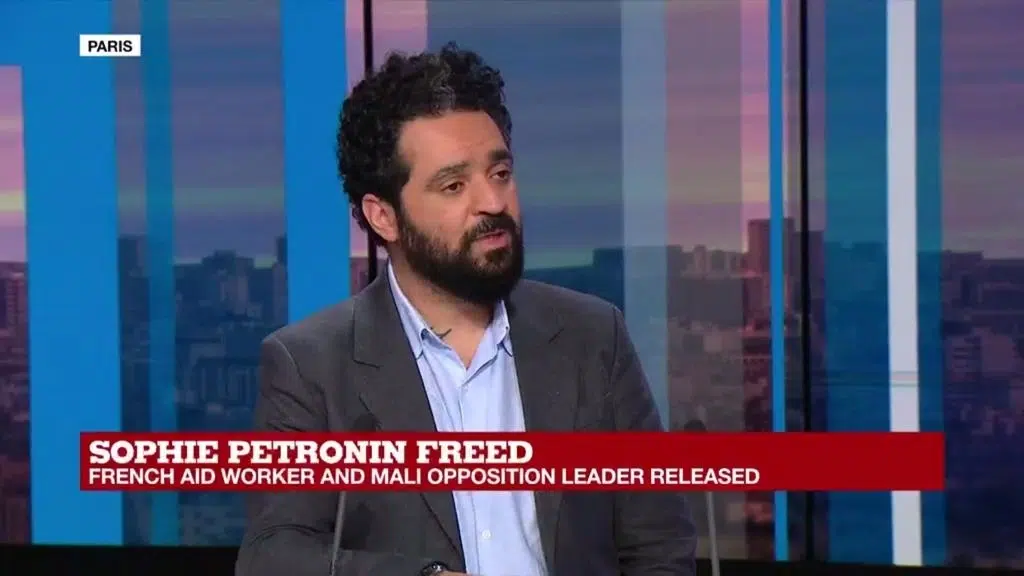 PARIS
SOPHIE PETRONIN FREED
FRENCH AID WORKER AND MALI OPPOSITION LEADER RELEASED